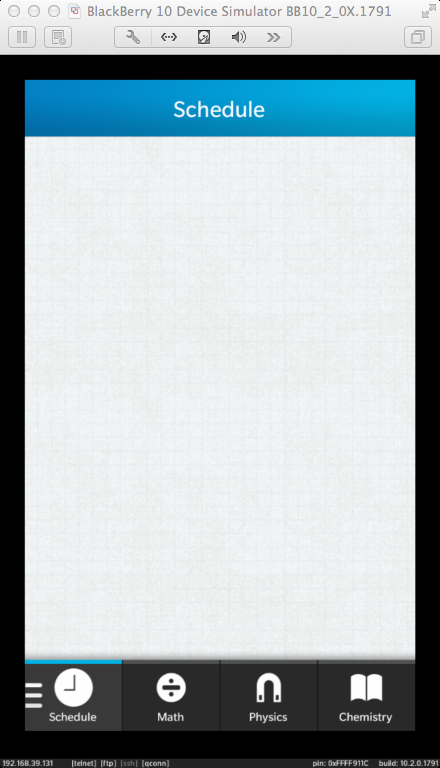 BlackBerry 10 Device Simulator BB10_2_0X.1791
Schedule
Schedule Math Physics Chemistry
192.168.39.131 [telnet] [ftp] [ssh] [qconn] pin: 0xFFFF911C build: 10.2.0.1791